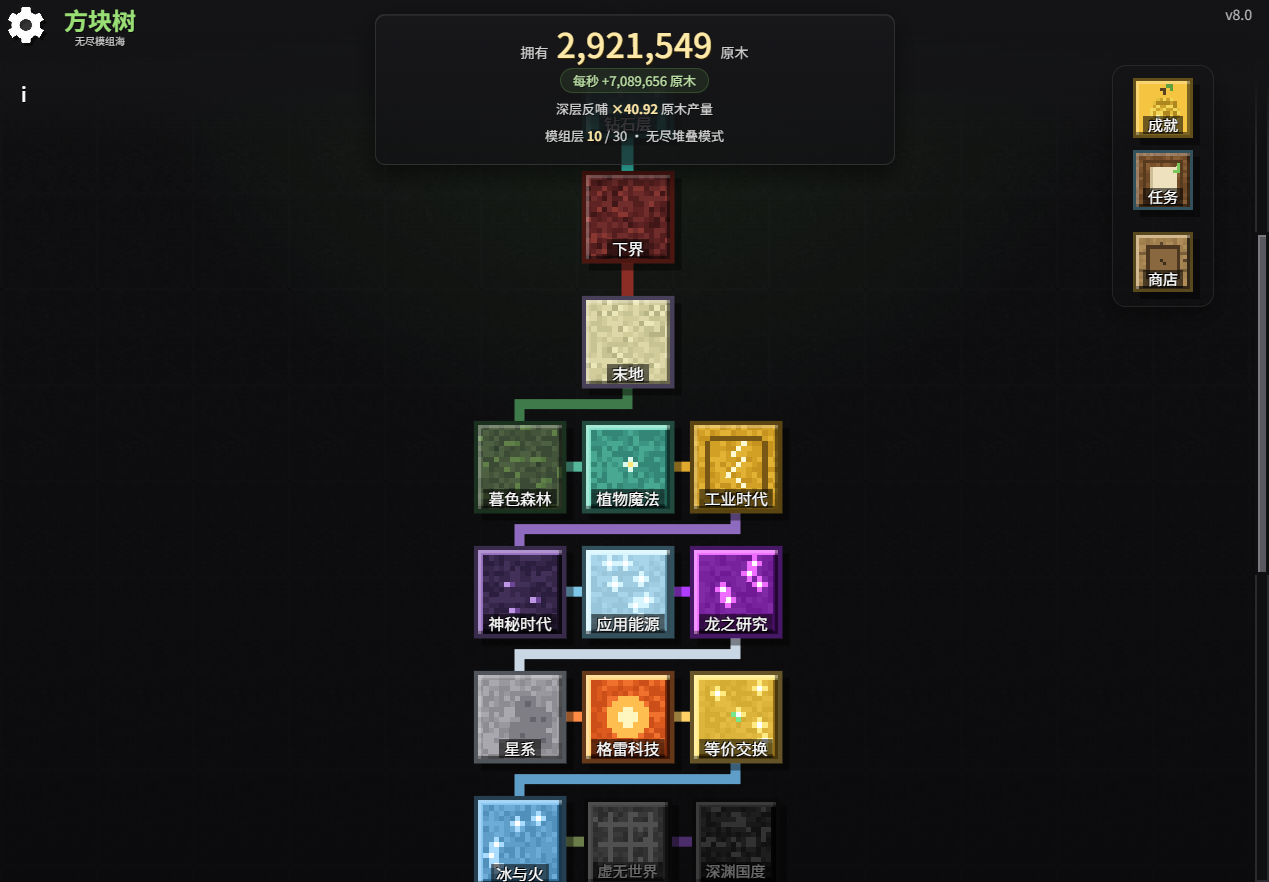 方块树
无尽模组海
v8.0
i
拥有 2,921,549 原木
每秒 +7,089,656 原木
深层反哺 ×40.92 原木产量
钻石层
模组层 10 / 30 · 无尽堆叠模式
成就
任务
商店
下界
末地
暮色森林 植物魔法 工业时代
神秘时代 应用能源 龙之研究
星系 格雷科技 等价交换
冰与火 虚无世界 深渊国度